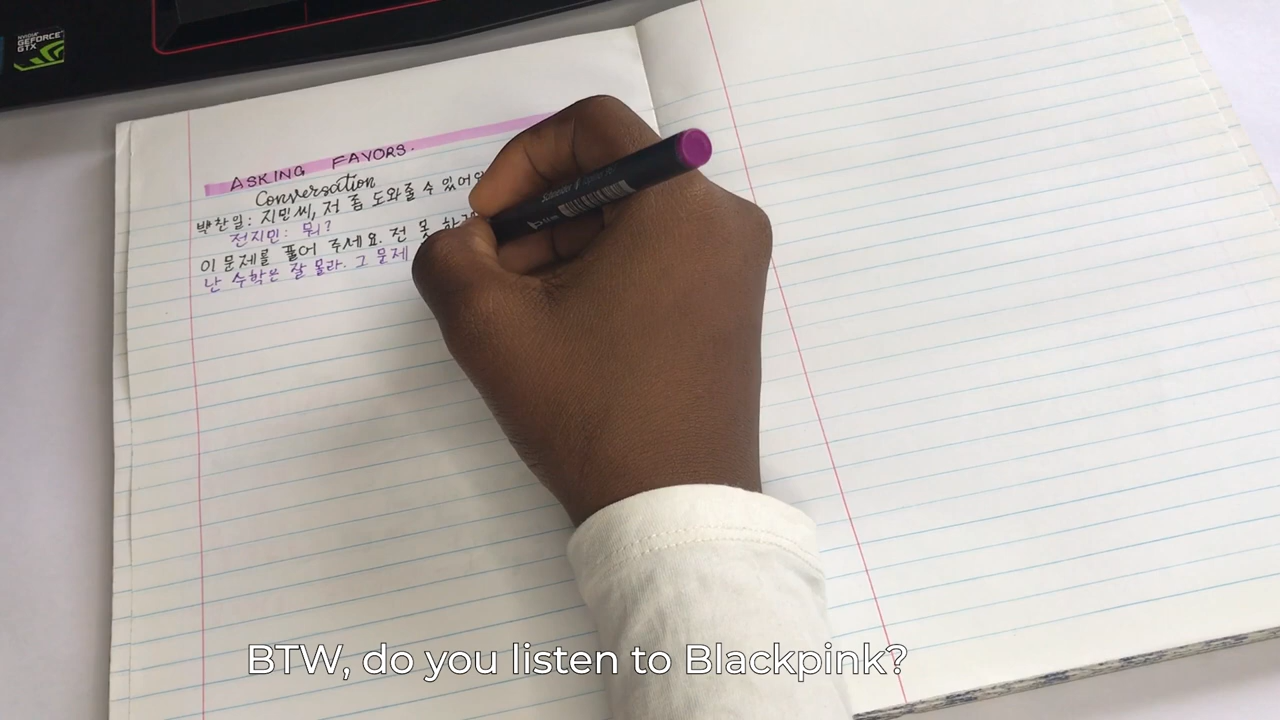 NVIDIA
GEFORCE
GTX
ASKING FAVORS.
Conversation
박찬일: 지민씨, 저 좀 도와줄 수 있어요
전지민: 뭐?
이 문제를 풀어 주세요. 전 못 하
난 수학은 잘 몰라. 그 문제
Schneider
BTW, do you listen to Blackpink?